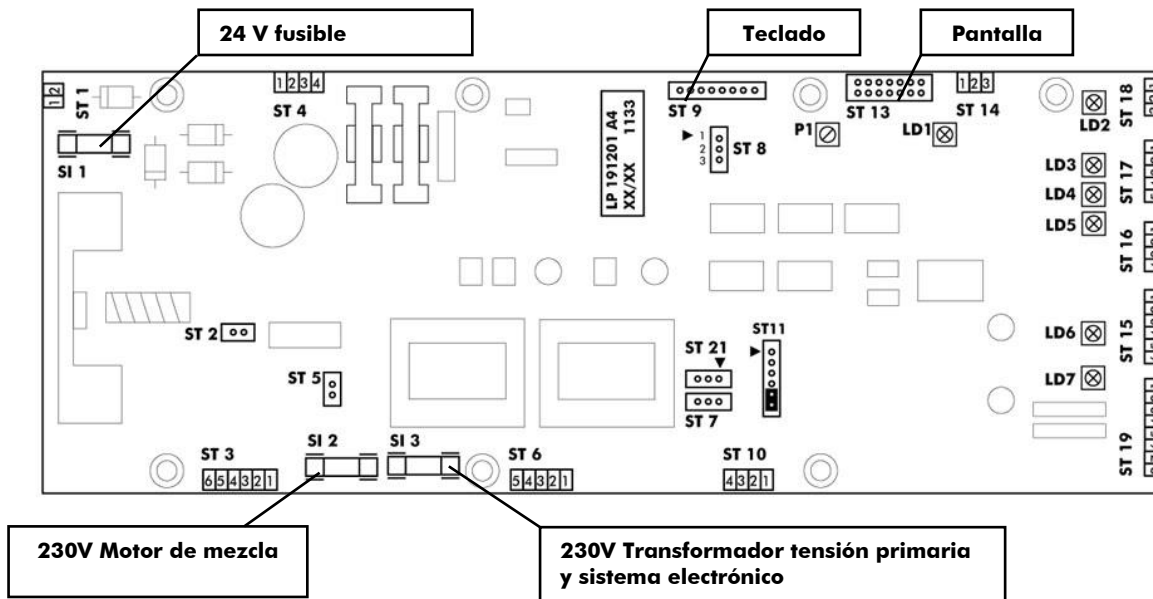 24 V fusible
Teclado
Pantalla
1 2
ST 1
1 2 3 4
ST 4
SI 1
LP 191201 A4 1133
XX/XX
ST 9
1
2
3
ST 8
P1
ST 13
LD1
1 2 3
ST 14
LD2
ST 18
LD3
LD4
LD5
ST 17
ST 16
ST 2
ST 5
ST 21
ST 7
ST11
LD6
ST 15
LD7
ST 19
ST 3
6 5 4 3 2 1
SI 2
SI 3
ST 6
5 4 3 2 1
ST 10
4 3 2 1
230V Motor de mezcla
230V Transformador tensión primaria
y sistema electrónico